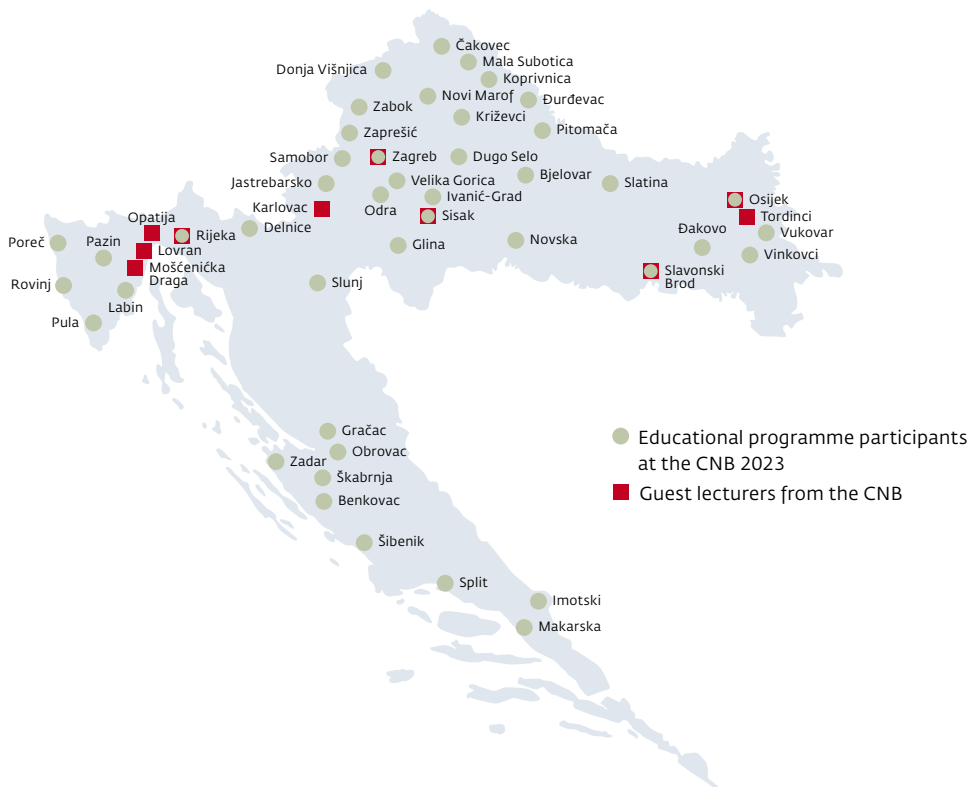 Čakovec
Mala Subotica
Donja Višnjica
Koprivnica
Novi Marof
Đurđevac
Zabok
Križevci
Pitomača
Zaprešić
Samobor
Zagreb
Dugo Selo
Jastrebarsko
Velika Gorica
Bjelovar
Slatina
Ivanić-Grad
Osijek
Karlovac
Odra
Sisak
Tordinci
Opatija
Delnice
Rijeka
Vukovar
Đakovo
Poreč
Pazin
Lovran
Glina
Novska
Vinkovci
Mošćenička
Draga
Slavonski
Brod
Rovinj
Labin
Slunj
Pula
Gračac
Obrovac
Zadar
Škabrnja
Benkovac
Šibenik
Split
Imotski
Makarska
Educational programme participants
at the CNB 2023
Guest lecturers from the CNB